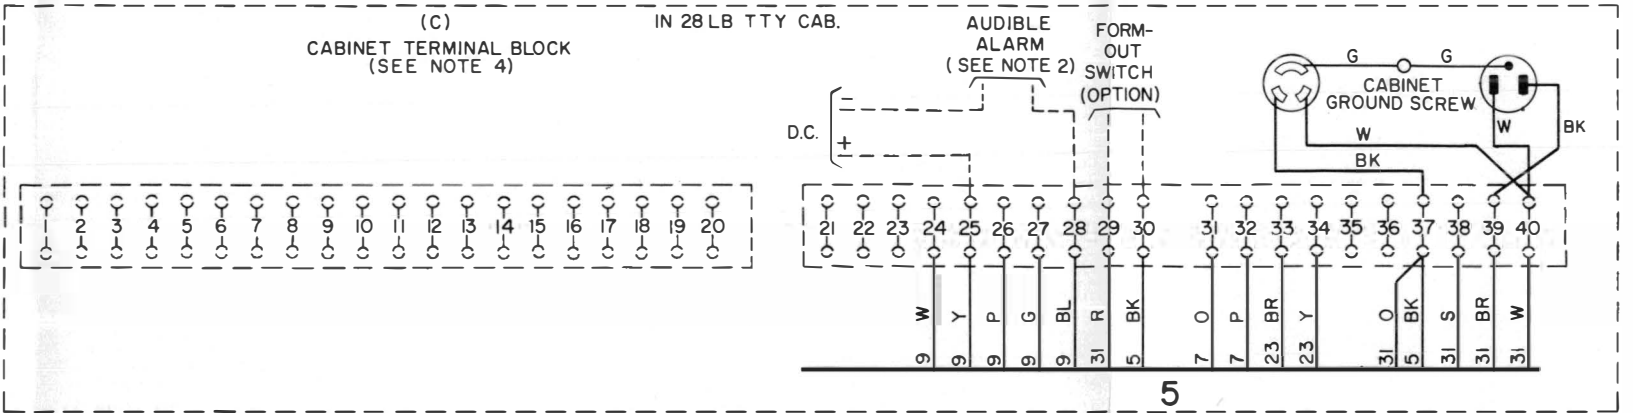 (C)
CABINET TERMINAL BLOCK
(SEE NOTE 4)
IN 28 LB TTY CAB.
AUDIBLE
ALARM
(SEE NOTE 2)
FORM-
OUT
SWITCH
(OPTION)
D.C.
-
+
G G
CABINET
GROUND SCREW
W
BK
W
BK
1 2 3 4 5 6 7 8 9 10 11 12 13 14 15 16 17 18 19 20
21 22 23 24 25 26 27 28 29 30 31 32 33 34 35 36 37 38 39 40
W Y P G BL R BK O P BR Y O BK S BR W
9 9 9 9 9 31 5 7 7 23 23 31 5 31 31 31
5